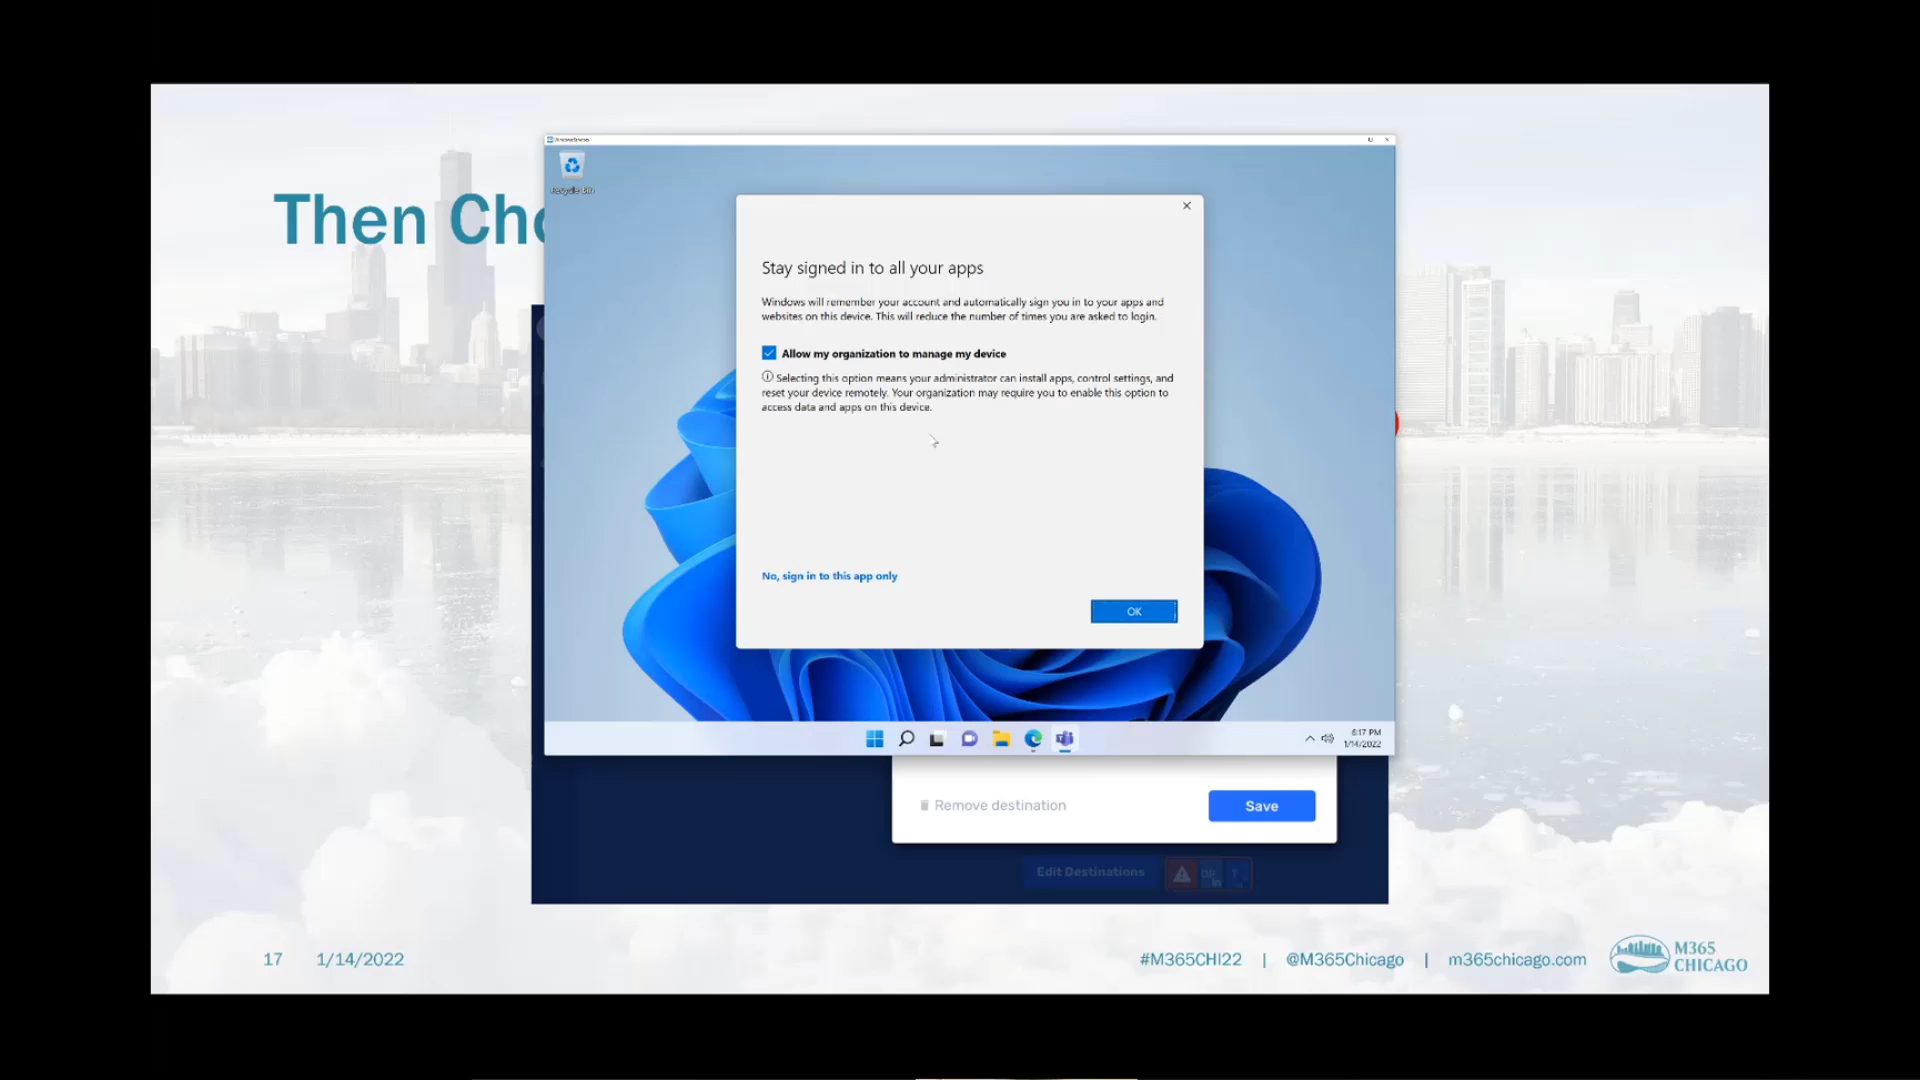 Then Cho
Recycle Bin
Stay signed in to all your apps
Windows will remember your account and automatically sign you in to your apps and
websites on this device. This will reduce the number of times you are asked to login.
Allow my organization to manage my device
Selecting this option means your administrator can install apps, control settings, and
reset your device remotely. Your organization may require you to enable this option to
access data and apps on this device.
No, sign in to this app only
OK
6:17 PM
1/14/2022
Remove destination
Save
Edit Destinations
17 1/14/2022
#M365CHI22 | @M365Chicago | m365chicago.com
M365
CHICAGO